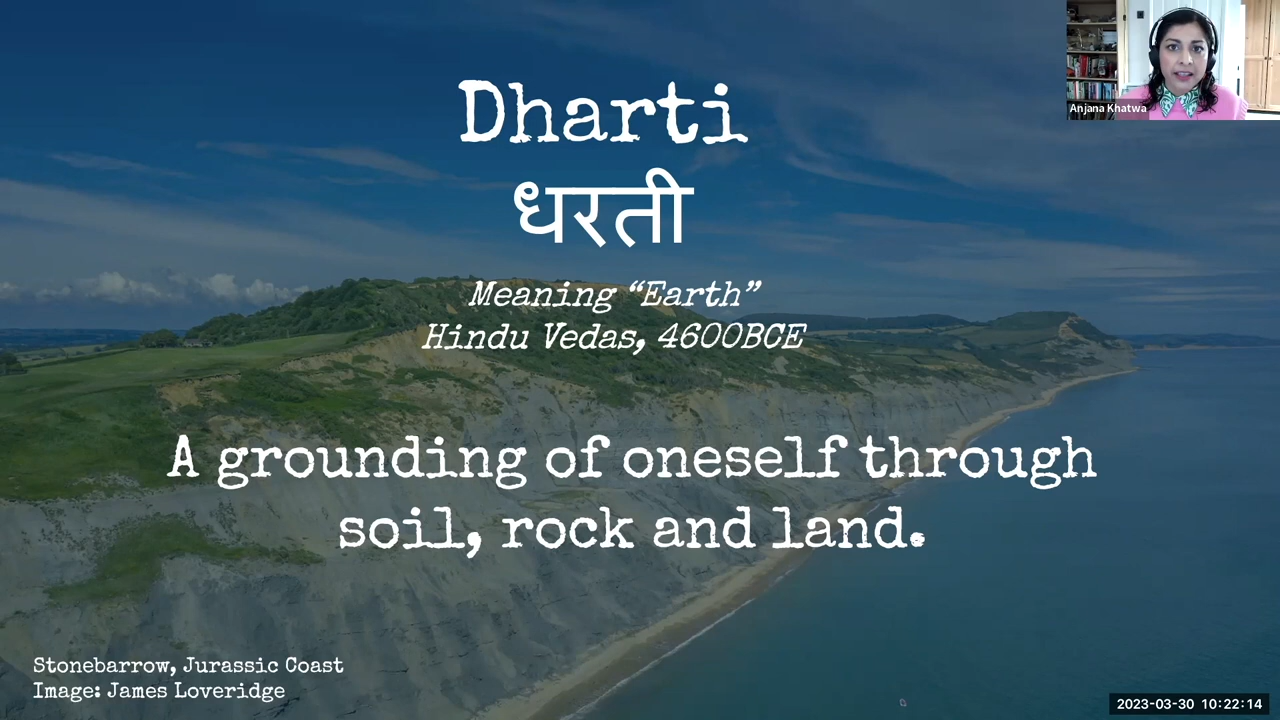 Dharti
धरती
Meaning “Earth”
Hindu Vedas, 4600BCE
A grounding of oneself through
soil, rock and land.
Stonebarrow, Jurassic Coast
Image: James Loveridge
Anjana Khatwa
2023-03-30 10:22:14